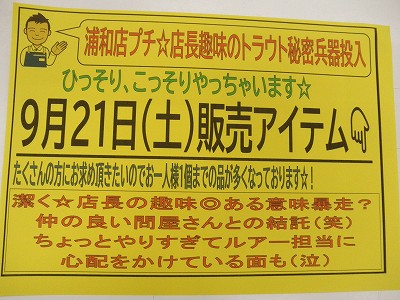 浦和店プチ☆店長趣味のトラウト秘密兵器投入
ひっそり、こっそりやっちゃいます☆
9月21日(土)販売アイテム
たくさんの方にお求め頂きたいのでお一人様1個までの品が多くなっております☆!
潔く☆店長の趣味◎ある意味暴走?
仲の良い問屋さんとの結託(笑)
ちょっとやりすぎてルアー担当に
心配をかけている面も(泣)